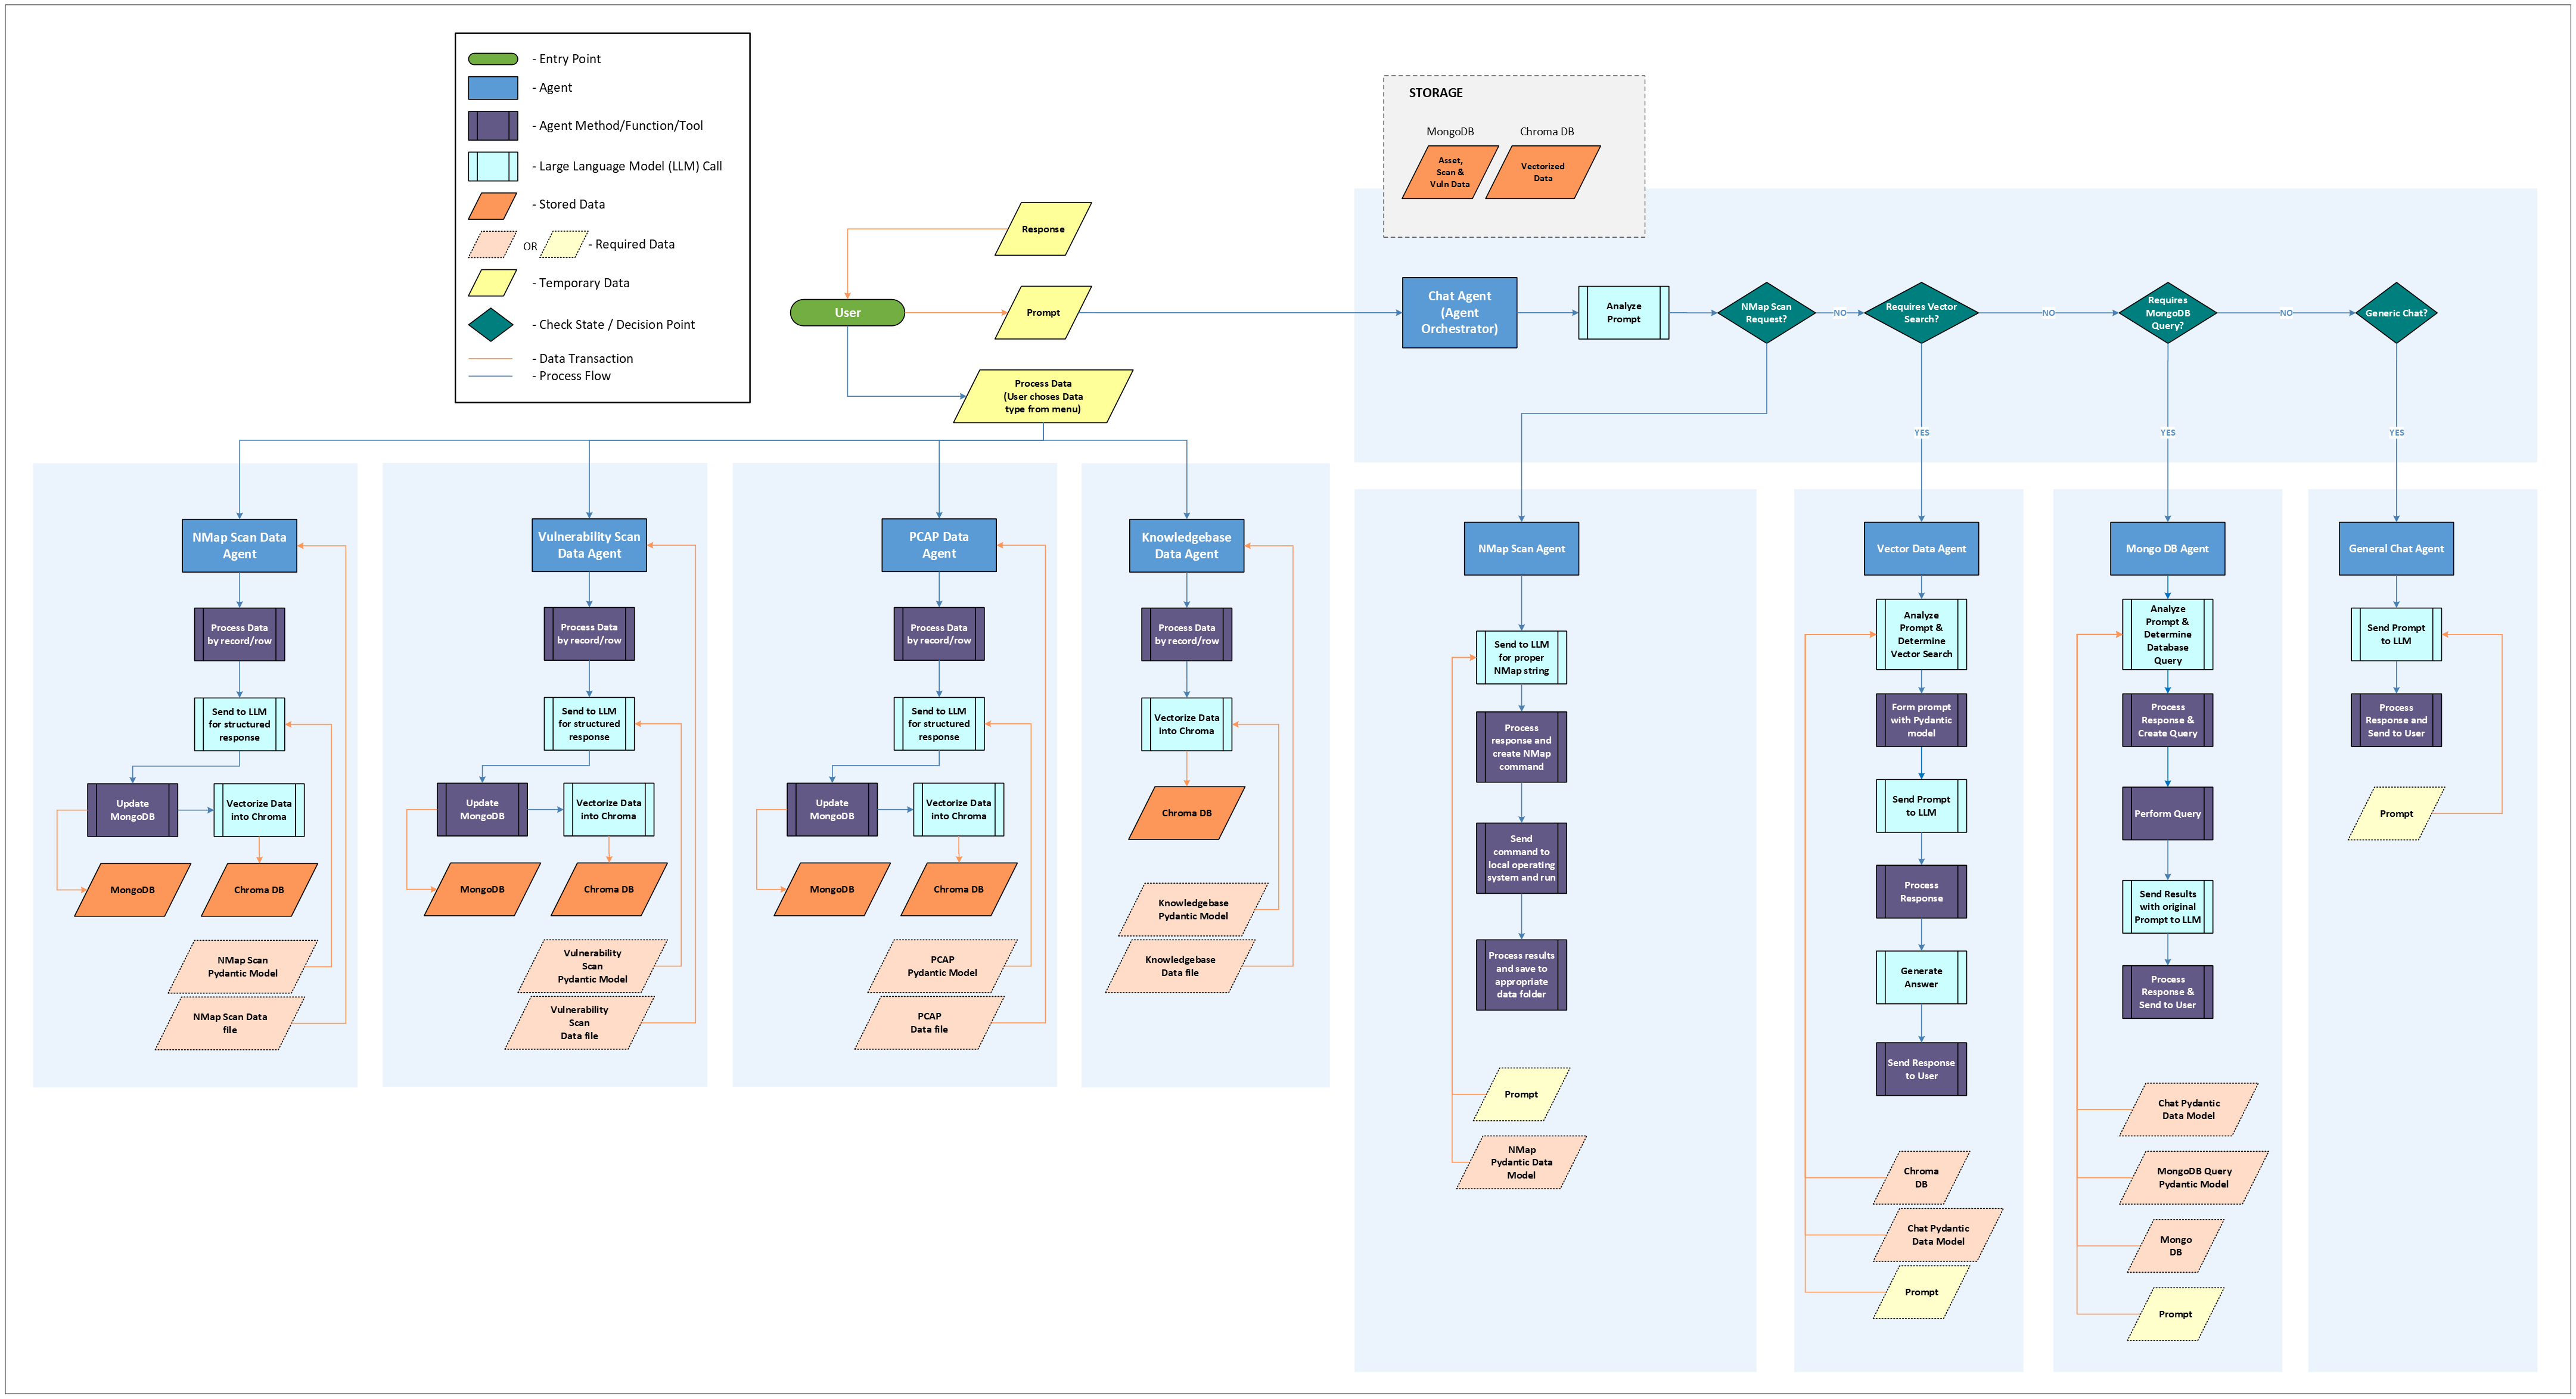 - Entry Point
- Agent
- Agent Method/Function/Tool
- Large Language Model (LLM) Call
- Stored Data
OR
- Required Data
- Temporary Data
- Check State / Decision Point
- Data Transaction
- Process Flow
STORAGE
MongoDB
Chroma DB
Asset,
Scan &
Vuln Data
Vectorized
Data
Response
User
Prompt
Process Data
(User choses Data
type from menu)
Chat Agent
(Agent
Orchestrator)
Analyze
Prompt
NMap Scan
Request?
NO
Requires Vector
Search?
NO
Requires
MongoDB
Query?
NO
Generic Chat?
YES
YES
YES
NMap Scan Data
Agent
Process Data
by record/row
Send to LLM
for structured
response
Update
MongoDB
Vectorize Data
into Chroma
MongoDB
Chroma DB
NMap Scan
Pydantic Model
NMap Scan Data
file
Vulnerability Scan
Data Agent
Process Data
by record/row
Send to LLM
for structured
response
Update
MongoDB
Vectorize Data
into Chroma
MongoDB
Chroma DB
Vulnerability
Scan
Pydantic Model
Vulnerability
Scan
Data file
PCAP Data
Agent
Process Data
by record/row
Send to LLM
for structured
response
Update
MongoDB
Vectorize Data
into Chroma
MongoDB
Chroma DB
PCAP
Pydantic Model
PCAP
Data file
Knowledgebase
Data Agent
Process Data
by record/row
Vectorize Data
into Chroma
Chroma DB
Knowledgebase
Pydantic Model
Knowledgebase
Data file
NMap Scan Agent
Send to LLM
for proper
NMap string
Process
response and
create NMap
command
Send
command to
local operating
system and run
Process results
and save to
appropriate
data folder
Prompt
NMap
Pydantic Data
Model
Vector Data Agent
Analyze
Prompt &
Determine
Vector Search
Form prompt
with Pydantic
model
Send Prompt
to LLM
Process
Response
Generate
Answer
Send Response
to User
Chroma
DB
Chat Pydantic
Data Model
Prompt
Mongo DB Agent
Analyze
Prompt &
Determine
Database
Query
Process
Response &
Create Query
Perform Query
Send Results
with original
Prompt to LLM
Process
Response &
Send to User
Chat Pydantic
Data Model
MongoDB Query
Pydantic Model
Mongo
DB
Prompt
General Chat Agent
Send Prompt
to LLM
Process
Response and
Send to User
Prompt